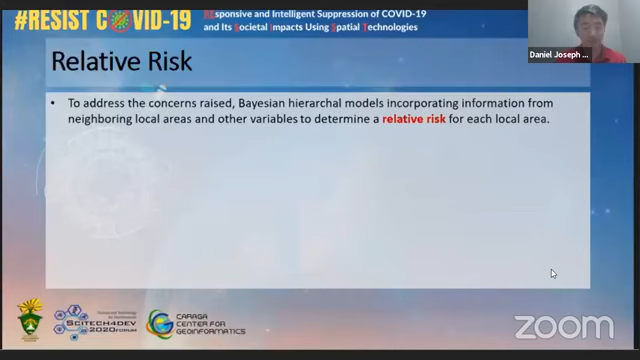 #RESIST COVID-19
REsponsive and Intelligent Suppression of COVID-19
and Its Societal Impacts Using Spatial Technologies
Daniel Joseph ...
Relative Risk
• To address the concerns raised, Bayesian hierarchal models incorporating information from
neighboring local areas and other variables to determine a relative risk for each local area.
SCITECH4DEV
2020 FORUM
CARAGA
CENTER FOR
GEOINFORMATICS
zoom